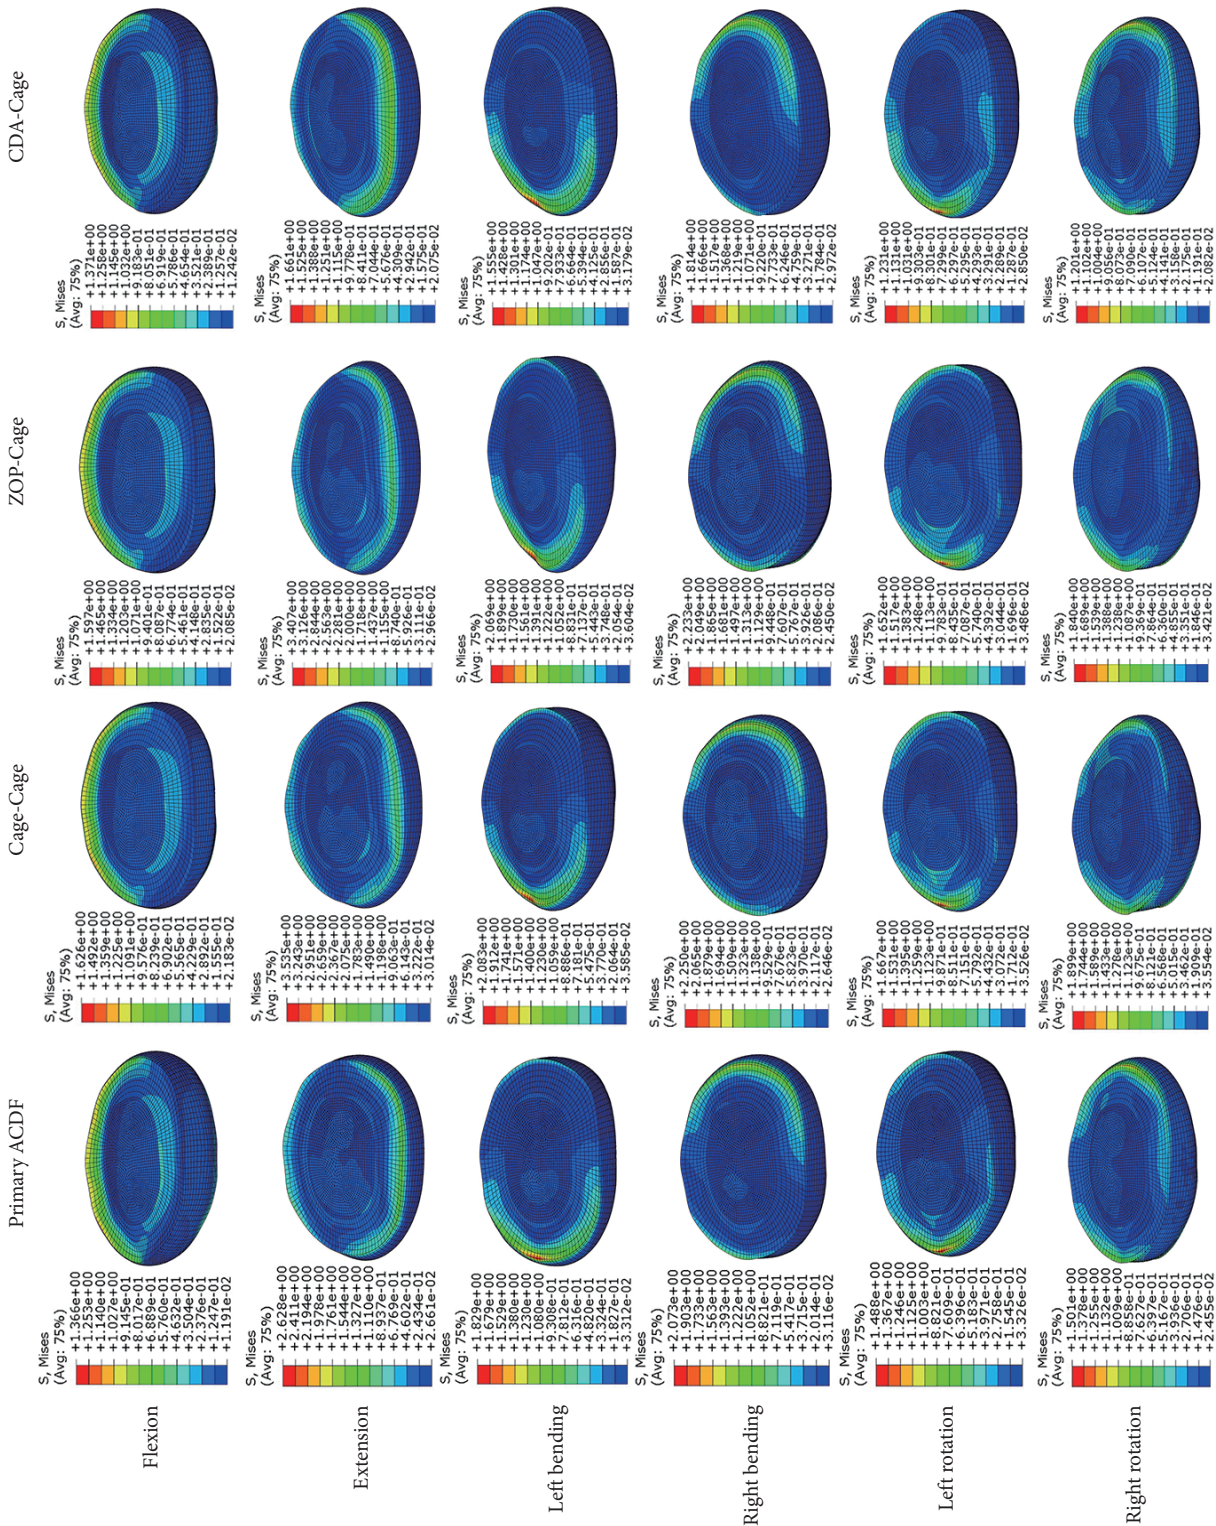 Primary ACDF
Cage-Cage
ZOP-Cage
CDA-Cage
Flexion
S, Mises
(Avg: 75%)
+1.366e+00
+1.253e+00
+1.140e+00
+1.027e+00
+9.145e-01
+8.017e-01
+6.889e-01
+5.760e-01
+4.632e-01
+3.504e-01
+2.376e-01
+1.247e-01
+1.191e-02
S, Mises
(Avg: 75%)
+1.626e+00
+1.492e+00
+1.359e+00
+1.225e+00
+1.091e+00
+9.576e-01
+8.239e-01
+6.902e-01
+5.565e-01
+4.229e-01
+2.892e-01
+1.555e-01
+2.183e-02
S, Mises
(Avg: 75%)
+1.597e+00
+1.465e+00
+1.334e+00
+1.203e+00
+1.071e+00
+9.401e-01
+8.087e-01
+6.774e-01
+5.461e-01
+4.148e-01
+2.835e-01
+1.522e-01
+2.085e-02
S, Mises
(Avg: 75%)
+1.371e+00
+1.258e+00
+1.145e+00
+1.032e+00
+9.183e-01
+8.051e-01
+6.919e-01
+5.786e-01
+4.654e-01
+3.521e-01
+2.389e-01
+1.257e-01
+1.242e-02
Extension
S, Mises
(Avg: 75%)
+2.628e+00
+2.411e+00
+2.194e+00
+1.978e+00
+1.761e+00
+1.544e+00
+1.327e+00
+1.110e+00
+8.937e-01
+6.769e-01
+4.602e-01
+2.434e-01
+2.661e-02
S, Mises
(Avg: 75%)
+3.535e+00
+3.243e+00
+2.951e+00
+2.659e+00
+2.367e+00
+2.075e+00
+1.783e+00
+1.490e+00
+1.198e+00
+9.063e-01
+6.143e-01
+3.222e-01
+3.014e-02
S, Mises
(Avg: 75%)
+3.407e+00
+3.126e+00
+2.844e+00
+2.563e+00
+2.281e+00
+2.000e+00
+1.718e+00
+1.437e+00
+1.155e+00
+8.740e-01
+5.926e-01
+3.111e-01
+2.966e-02
S, Mises
(Avg: 75%)
+1.661e+00
+1.525e+00
+1.388e+00
+1.251e+00
+1.115e+00
+9.778e-01
+8.411e-01
+7.044e-01
+5.676e-01
+4.309e-01
+2.942e-01
+1.575e-01
+2.075e-02
Left bending
S, Mises
(Avg: 75%)
+1.829e+00
+1.679e+00
+1.529e+00
+1.380e+00
+1.230e+00
+1.080e+00
+9.308e-01
+7.812e-01
+6.316e-01
+4.820e-01
+3.324e-01
+1.827e-01
+3.312e-02
S, Mises
(Avg: 75%)
+2.083e+00
+1.912e+00
+1.741e+00
+1.571e+00
+1.400e+00
+1.230e+00
+1.059e+00
+8.886e-01
+7.181e-01
+5.475e-01
+3.770e-01
+2.064e-01
+3.585e-02
S, Mises
(Avg: 75%)
+2.069e+00
+1.899e+00
+1.730e+00
+1.561e+00
+1.391e+00
+1.222e+00
+1.052e+00
+8.831e-01
+7.137e-01
+5.443e-01
+3.748e-01
+2.054e-01
+3.604e-02
S, Mises
(Avg: 75%)
+1.555e+00
+1.428e+00
+1.301e+00
+1.174e+00
+1.047e+00
+9.202e-01
+7.933e-01
+6.664e-01
+5.394e-01
+4.125e-01
+2.856e-01
+1.587e-01
+3.179e-02
Right bending
S, Mises
(Avg: 75%)
+2.073e+00
+1.903e+00
+1.733e+00
+1.563e+00
+1.393e+00
+1.222e+00
+1.052e+00
+8.821e-01
+7.119e-01
+5.417e-01
+3.715e-01
+2.014e-01
+3.116e-02
S, Mises
(Avg: 75%)
+2.250e+00
+2.065e+00
+1.879e+00
+1.694e+00
+1.509e+00
+1.323e+00
+1.138e+00
+9.529e-01
+7.676e-01
+5.823e-01
+3.970e-01
+2.117e-01
+2.646e-02
S, Mises
(Avg: 75%)
+2.233e+00
+2.049e+00
+1.865e+00
+1.681e+00
+1.497e+00
+1.313e+00
+1.129e+00
+9.448e-01
+7.607e-01
+5.767e-01
+3.926e-01
+2.086e-01
+2.450e-02
S, Mises
(Avg: 75%)
+1.814e+00
+1.666e+00
+1.517e+00
+1.368e+00
+1.219e+00
+1.071e+00
+9.220e-01
+7.733e-01
+6.246e-01
+4.759e-01
+3.271e-01
+1.784e-01
+2.972e-02
Left rotation
S, Mises
(Avg: 75%)
+1.488e+00
+1.367e+00
+1.246e+00
+1.125e+00
+1.003e+00
+8.821e-01
+7.609e-01
+6.396e-01
+5.183e-01
+3.971e-01
+2.758e-01
+1.545e-01
+3.326e-02
S, Mises
(Avg: 75%)
+1.667e+00
+1.531e+00
+1.395e+00
+1.259e+00
+1.123e+00
+9.871e-01
+8.511e-01
+7.151e-01
+5.792e-01
+4.432e-01
+3.072e-01
+1.712e-01
+3.526e-02
S, Mises
(Avg: 75%)
+1.652e+00
+1.517e+00
+1.383e+00
+1.248e+00
+1.113e+00
+9.783e-01
+8.435e-01
+7.087e-01
+5.740e-01
+4.392e-01
+3.044e-01
+1.696e-01
+3.486e-02
S, Mises
(Avg: 75%)
+1.231e+00
+1.131e+00
+1.031e+00
+9.303e-01
+8.301e-01
+7.299e-01
+6.297e-01
+5.295e-01
+4.293e-01
+3.291e-01
+2.289e-01
+1.287e-01
+2.850e-02
Right rotation
S, Mises
(Avg: 75%)
+1.501e+00
+1.378e+00
+1.255e+00
+1.132e+00
+1.009e+00
+8.858e-01
+7.627e-01
+6.397e-01
+5.167e-01
+3.936e-01
+2.706e-01
+1.476e-01
+2.455e-02
S, Mises
(Avg: 75%)
+1.899e+00
+1.744e+00
+1.589e+00
+1.433e+00
+1.278e+00
+1.123e+00
+9.675e-01
+8.121e-01
+6.568e-01
+5.015e-01
+3.462e-01
+1.909e-01
+3.554e-02
S, Mises
(Avg: 75%)
+1.840e+00
+1.689e+00
+1.539e+00
+1.388e+00
+1.238e+00
+1.087e+00
+9.369e-01
+7.864e-01
+6.360e-01
+4.855e-01
+3.351e-01
+1.846e-01
+3.421e-02
S, Mises
(Avg: 75%)
+1.201e+00
+1.102e+00
+1.004e+00
+9.056e-01
+8.073e-01
+7.090e-01
+6.107e-01
+5.124e-01
+4.141e-01
+3.158e-01
+2.175e-01
+1.191e-01
+2.082e-02